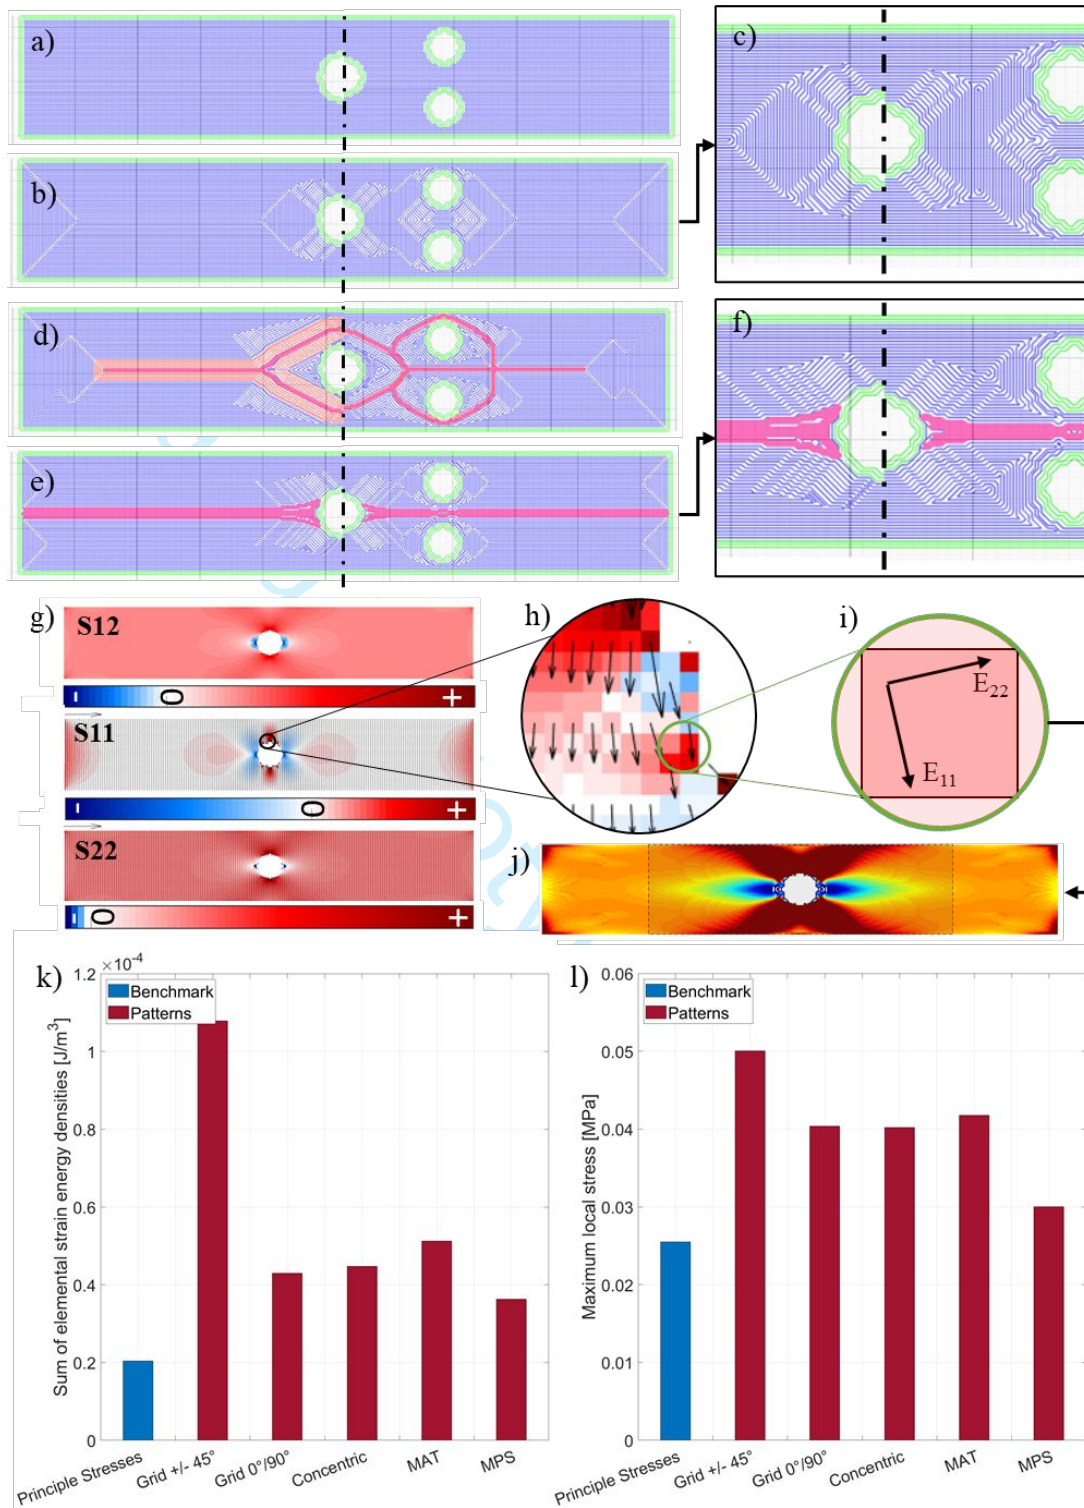 a)
c)
b)
d)
f)
e)
g)
S12
h)
i)
- 0 +
E22
E11
S11
- 0 +
S22
j)
- 0 +
k)
×10-4
1.2
1
0.8
0.6
0.4
0.2
0
Sum of elemental strain energy densities [J/m3]
Benchmark
Patterns
Principle Stresses
Grid +/- 45°
Grid 0°/90°
Concentric
MAT
MPS
l)
0.06
0.05
0.04
0.03
0.02
0.01
0
Maximum local stress [MPa]
Benchmark
Patterns
Principle Stresses
Grid +/- 45°
Grid 0°/90°
Concentric
MAT
MPS